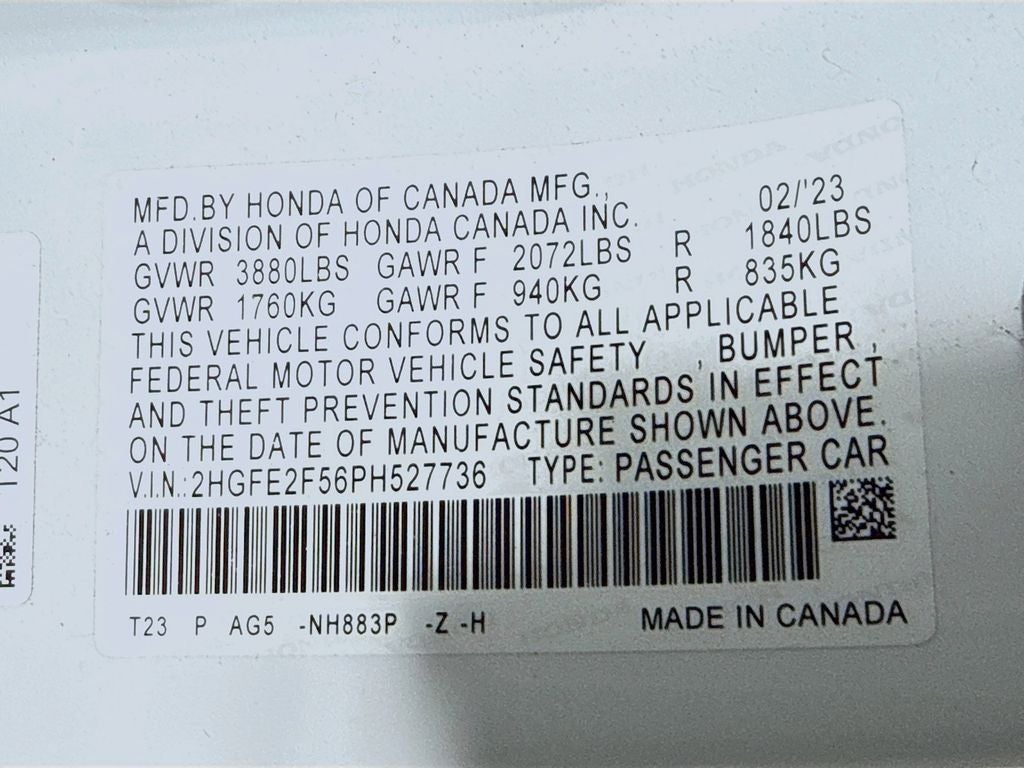 MFD.BY HONDA OF CANADA MFG., 02/'23
A DIVISION OF HONDA CANADA INC.
GVWR 3880LBS GAWR F 2072LBS R 1840LBS
GVWR 1760KG GAWR F 940KG R 835KG
THIS VEHICLE CONFORMS TO ALL APPLICABLE
FEDERAL MOTOR VEHICLE SAFETY , BUMPER ,
AND THEFT PREVENTION STANDARDS IN EFFECT
ON THE DATE OF MANUFACTURE SHOWN ABOVE.
V.I.N.:2HGFE2F56PH527736 TYPE: PASSENGER CAR
T23 P AG5 -NH883P -Z -H MADE IN CANADA
120 A1